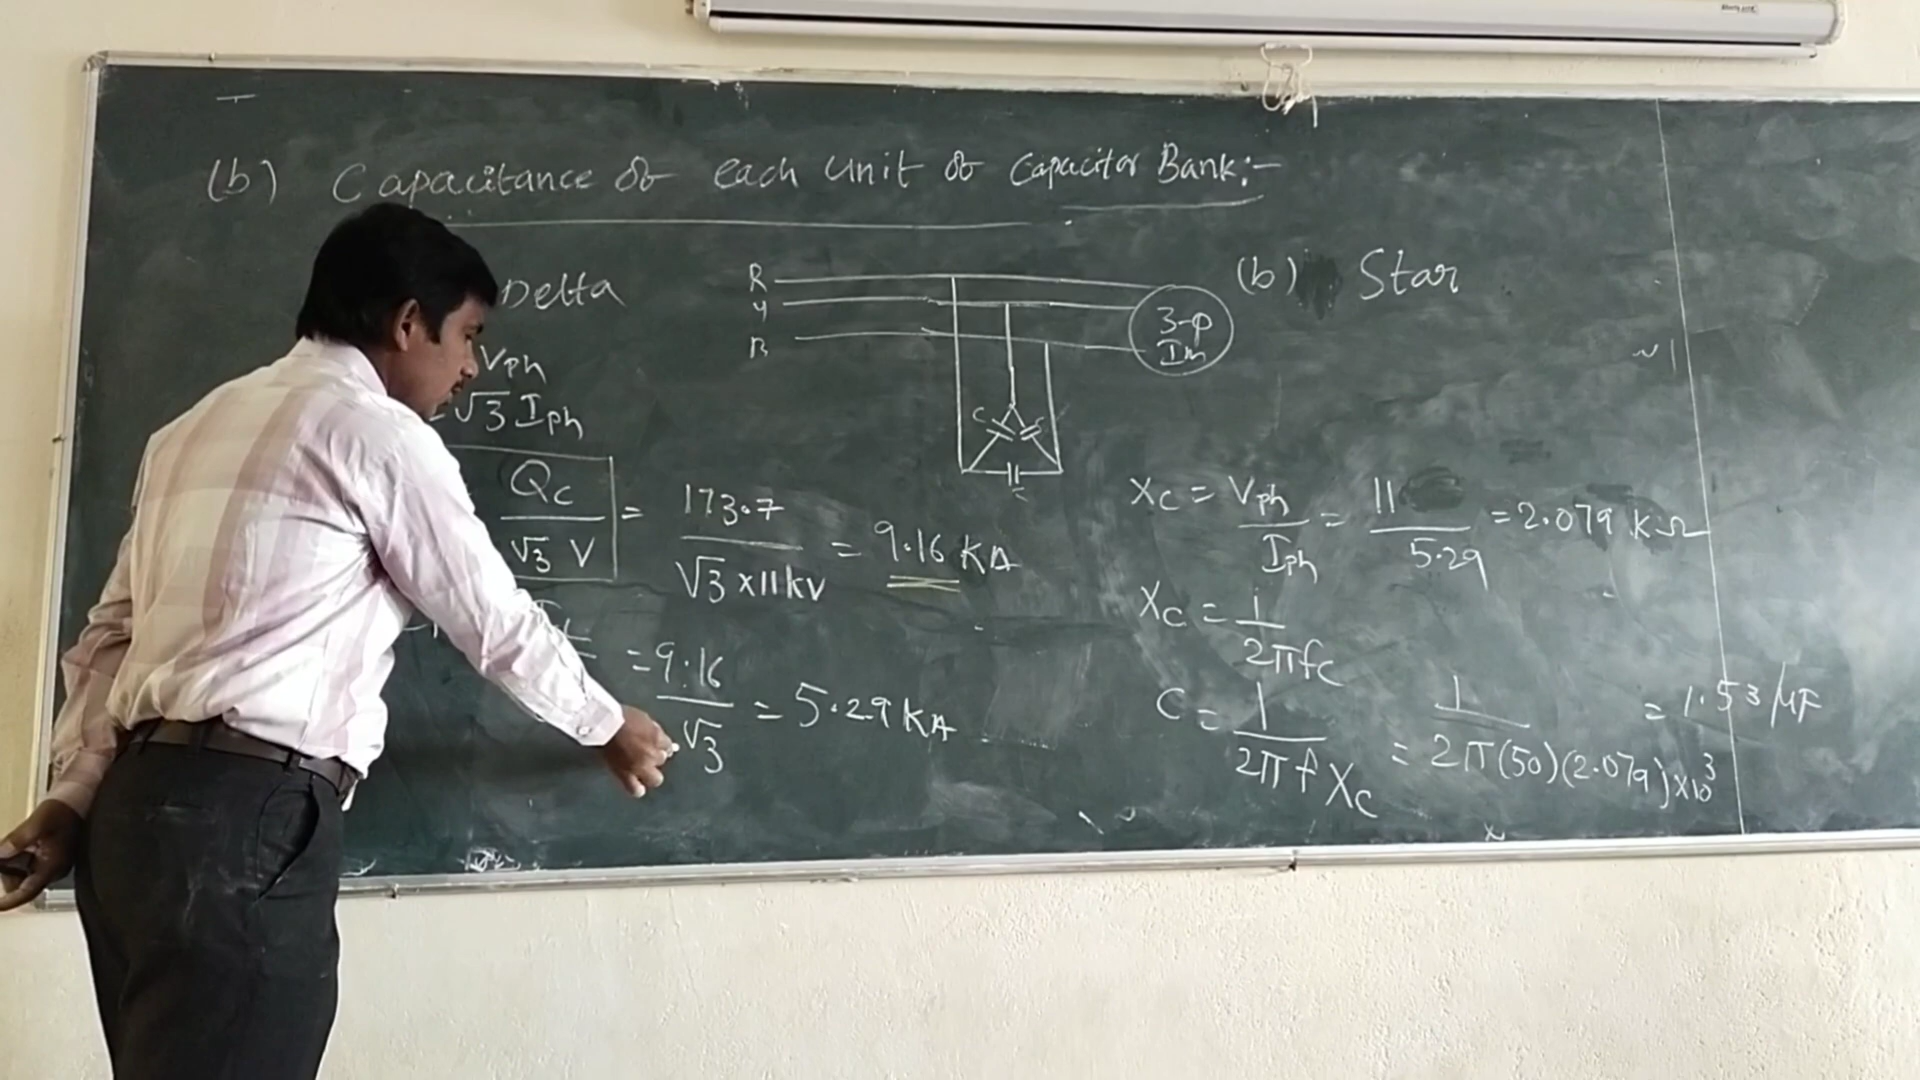 (b) Capacitance of each unit of Capacitor Bank:-
Delta
Vph
√3 Iph
Qc / √3 V = 173.7 / √3 x 11 kV = 9.16 KA
= 9.16 / √3 = 5.29 KA
R
Y
B
3-φ
Im
C
C
C
(b) Star
Xc = Vph / Iph = 11 / 5.29 = 2.079 KΩ
Xc = 1 / 2πfc
C = 1 / 2πf Xc = 1 / 2π(50)(2.079)x10³ = 1.53 µF